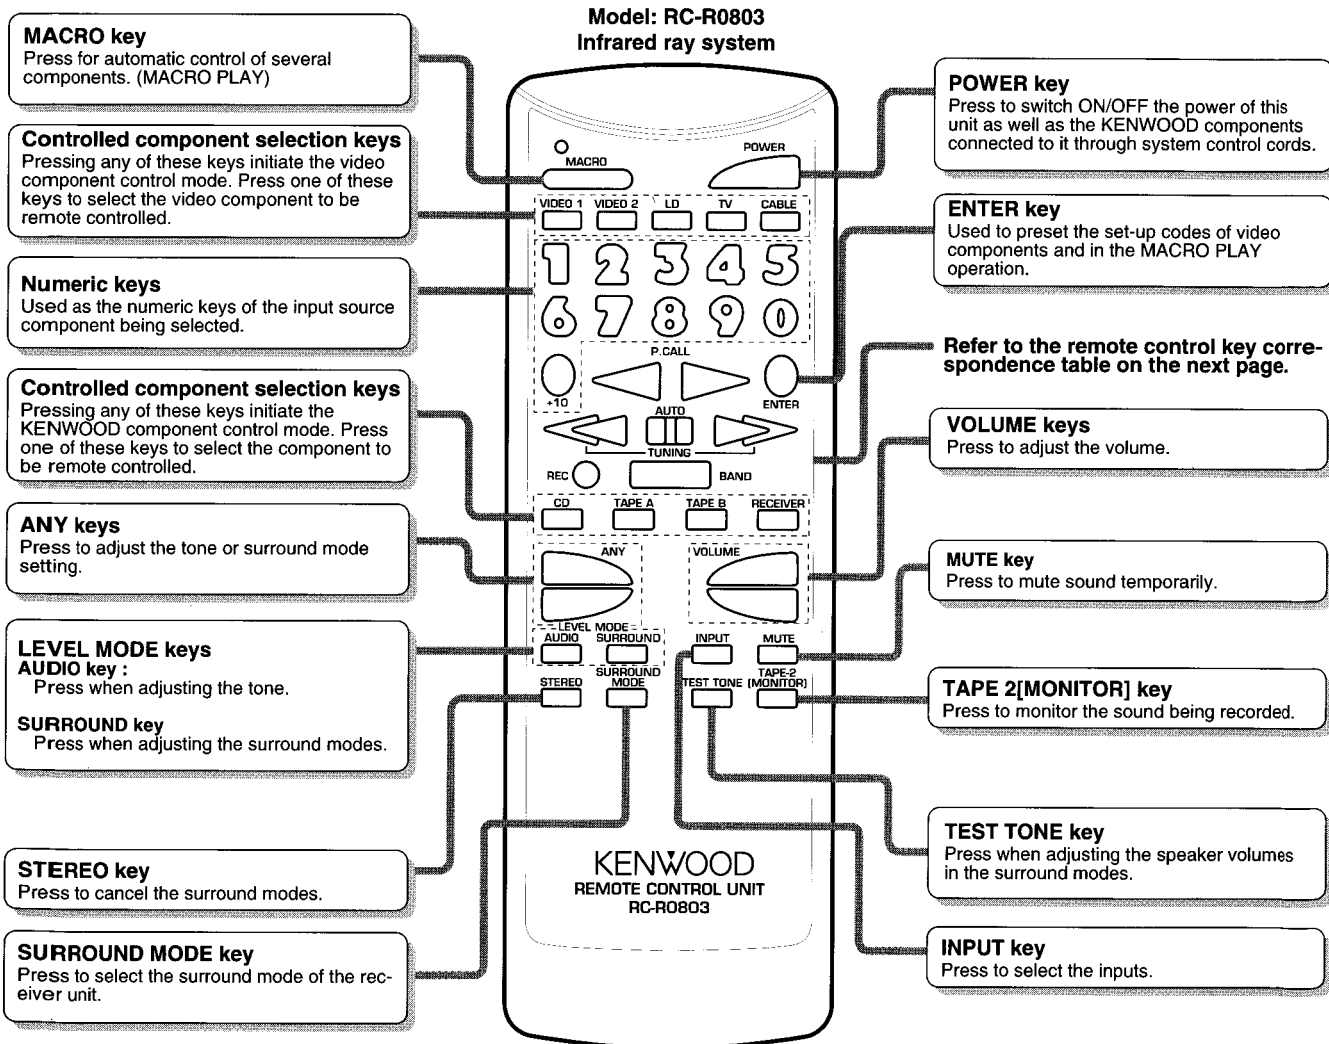 Model: RC-R0803
Infrared ray system
MACRO key
Press for automatic control of several
components. (MACRO PLAY)
Controlled component selection keys
Pressing any of these keys initiate the video
component control mode. Press one of these
keys to select the video component to be
remote controlled.
Numeric keys
Used as the numeric keys of the input source
component being selected.
Controlled component selection keys
Pressing any of these keys initiate the
KENWOOD component control mode. Press
one of these keys to select the component to
be remote controlled.
ANY keys
Press to adjust the tone or surround mode
setting.
LEVEL MODE keys
AUDIO key :
Press when adjusting the tone.
SURROUND key
Press when adjusting the surround modes.
STEREO key
Press to cancel the surround modes.
SURROUND MODE key
Press to select the surround mode of the rec-
eiver unit.
MACRO
POWER
VIDEO 1 VIDEO 2 LD TV CABLE
1 2 3 4 5
6 7 8 9 0
P.CALL
+10
ENTER
AUTO
TUNING
REC
BAND
CD TAPE A TAPE B RECEIVER
ANY
VOLUME
LEVEL MODE
AUDIO SURROUND INPUT MUTE
STEREO SURROUND MODE TEST TONE TAPE-2 [MONITOR]
KENWOOD
REMOTE CONTROL UNIT
RC-R0803
POWER key
Press to switch ON/OFF the power of this
unit as well as the KENWOOD components
connected to it through system control cords.
ENTER key
Used to preset the set-up codes of video
components and in the MACRO PLAY
operation.
Refer to the remote control key corre-
spondence table on the next page.
VOLUME keys
Press to adjust the volume.
MUTE key
Press to mute sound temporarily.
TAPE 2[MONITOR] key
Press to monitor the sound being recorded.
TEST TONE key
Press when adjusting the speaker volumes
in the surround modes.
INPUT key
Press to select the inputs.